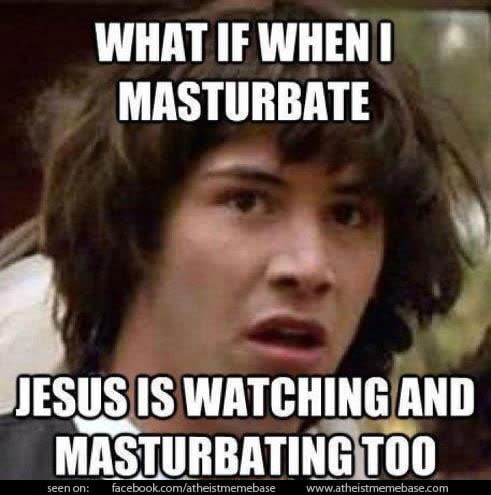 WHAT IF WHEN I
MASTURBATE
JESUS IS WATCHING AND
MASTURBATING TOO
seen on: facebook.com/atheistmemebase www.atheistmemebase.com